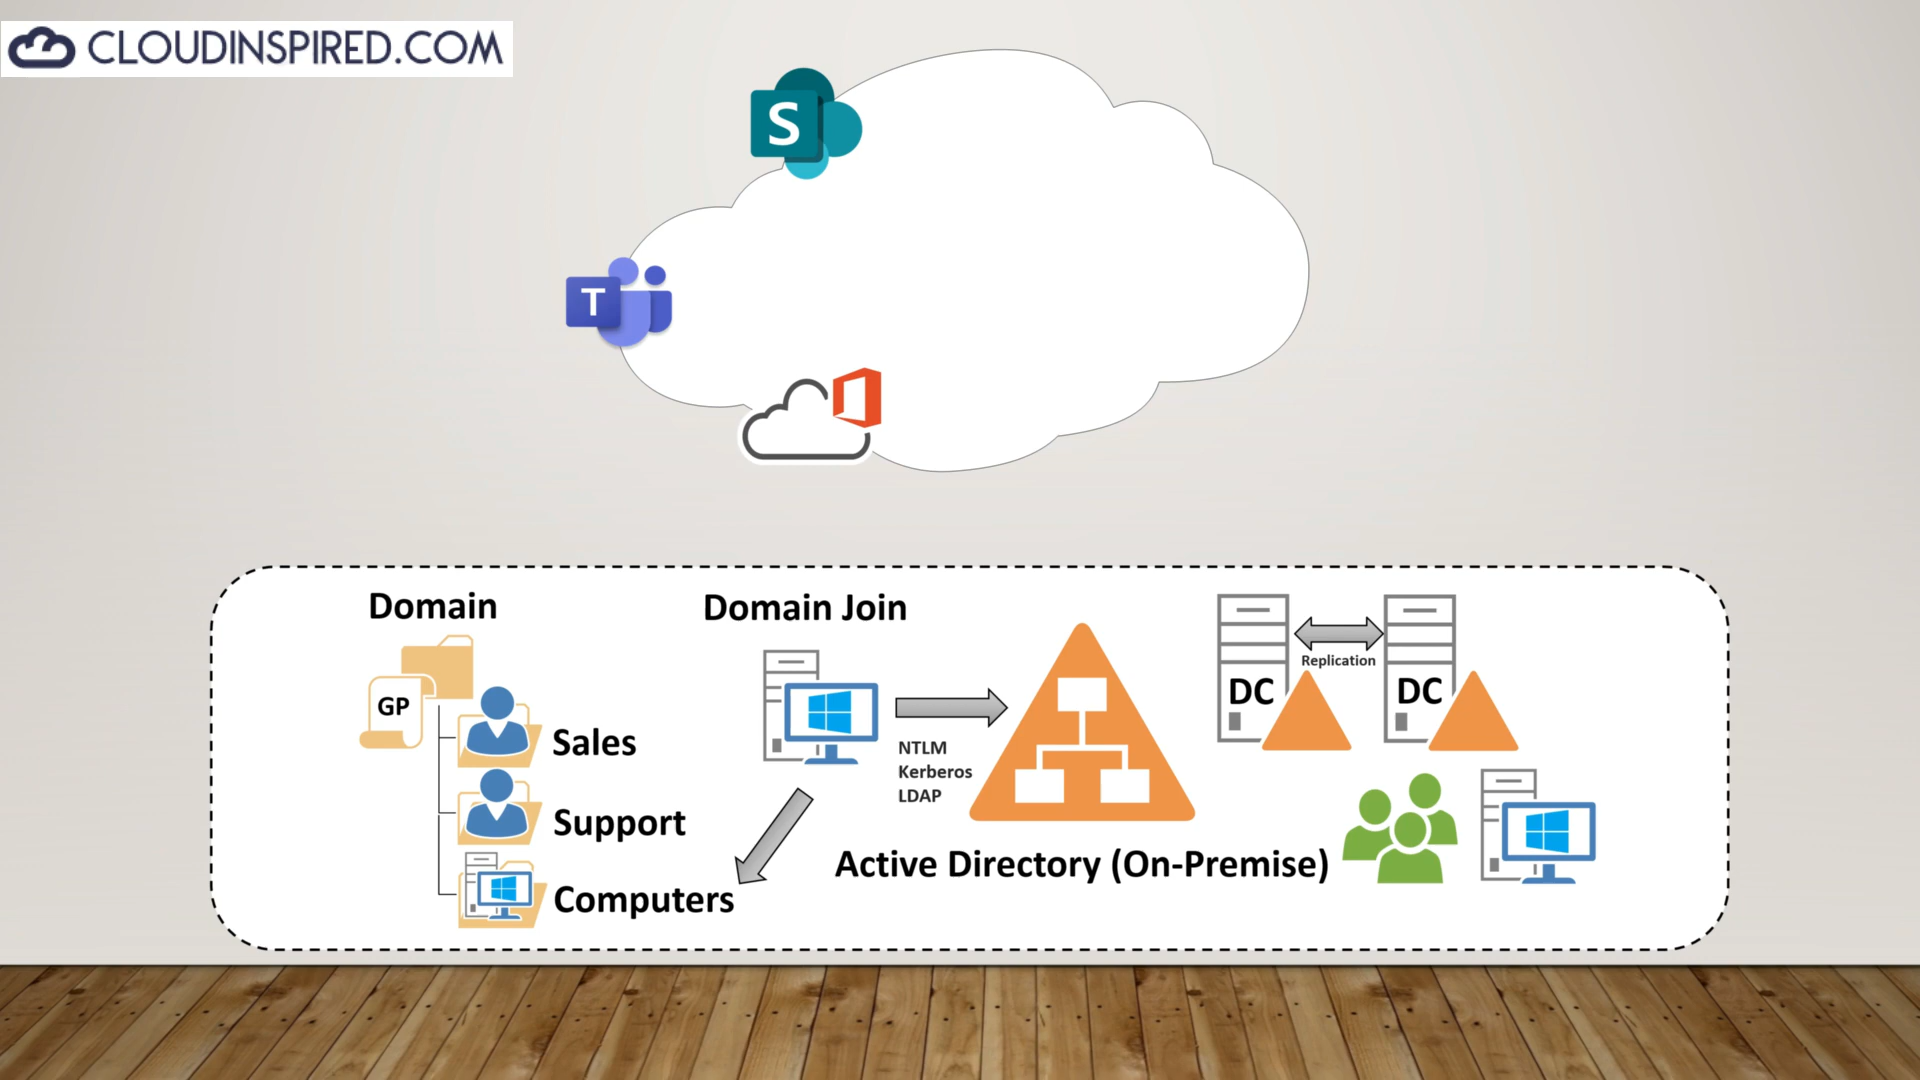 CLOUDINSPIRED.COM
S
T
Domain
GP
Sales
Support
Computers
Domain Join
NTLM
Kerberos
LDAP
Active Directory (On-Premise)
DC
Replication
DC